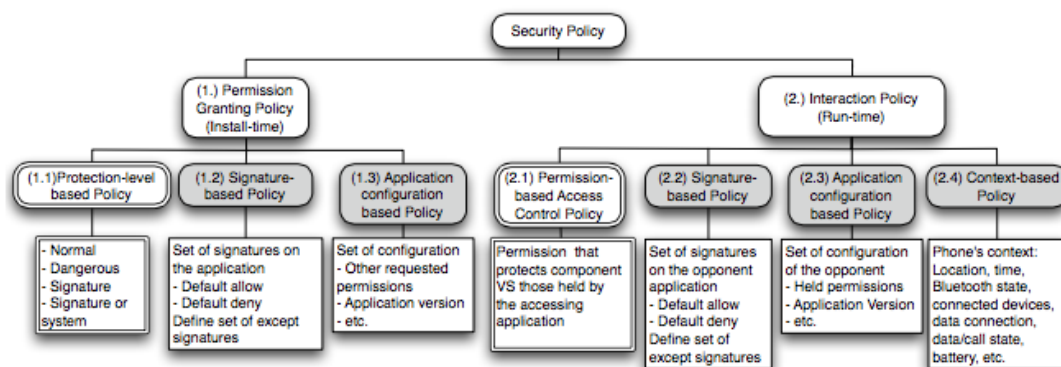 Security Policy
(1.) Permission
Granting Policy
(Install-time)
(2.) Interaction Policy
(Run-time)
(1.1)Protection-level
based Policy
(1.2) Signature-
based Policy
(1.3) Application
configuration
based Policy
(2.1) Permission-
based Access
Control Policy
(2.2) Signature-
based Policy
(2.3) Application
configuration
based Policy
(2.4) Context-based
Policy
- Normal
- Dangerous
- Signature
- Signature or
system
Set of signatures on
the application
- Default allow
- Default deny
Define set of except
signatures
Set of configuration
- Other requested
permissions
- Application version
- etc.
Permission that
protects component
VS those held by
the accessing
application
Set of signatures
on the opponent
application
- Default allow
- Default deny
Define set of
except signatures
Set of configuration
of the opponent
- Held permissions
- Application Version
- etc.
Phone's context:
Location, time,
Bluetooth state,
connected devices,
data connection,
data/call state,
battery, etc.